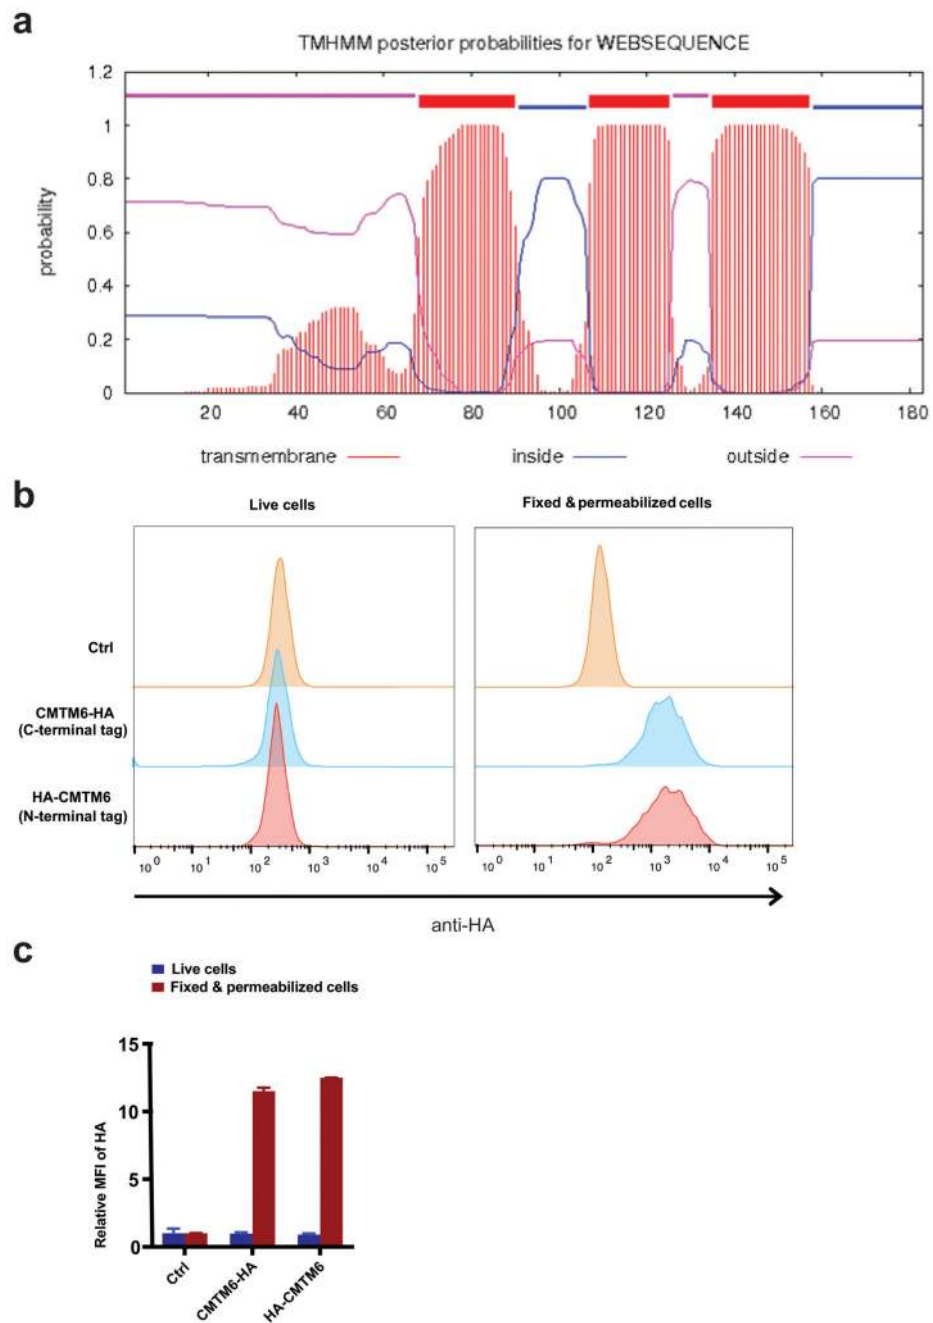 a
TMHMM posterior probabilities for WEBSEQUENCE
1.2
1
0.8
0.6
0.4
0.2
0
probability
20 40 60 80 100 120 140 160 180
transmembrane inside outside
b
Live cells Fixed & permeabilized cells
Ctrl
CMTM6-HA
(C-terminal tag)
HA-CMTM6
(N-terminal tag)
10^0 10^1 10^2 10^3 10^4 10^5 10^0 10^1 10^2 10^3 10^4 10^5
anti-HA
c
Live cells
Fixed & permeabilized cells
15
10
5
0
Relative MFI of HA
Ctrl CMTM6-HA HA-CMTM6